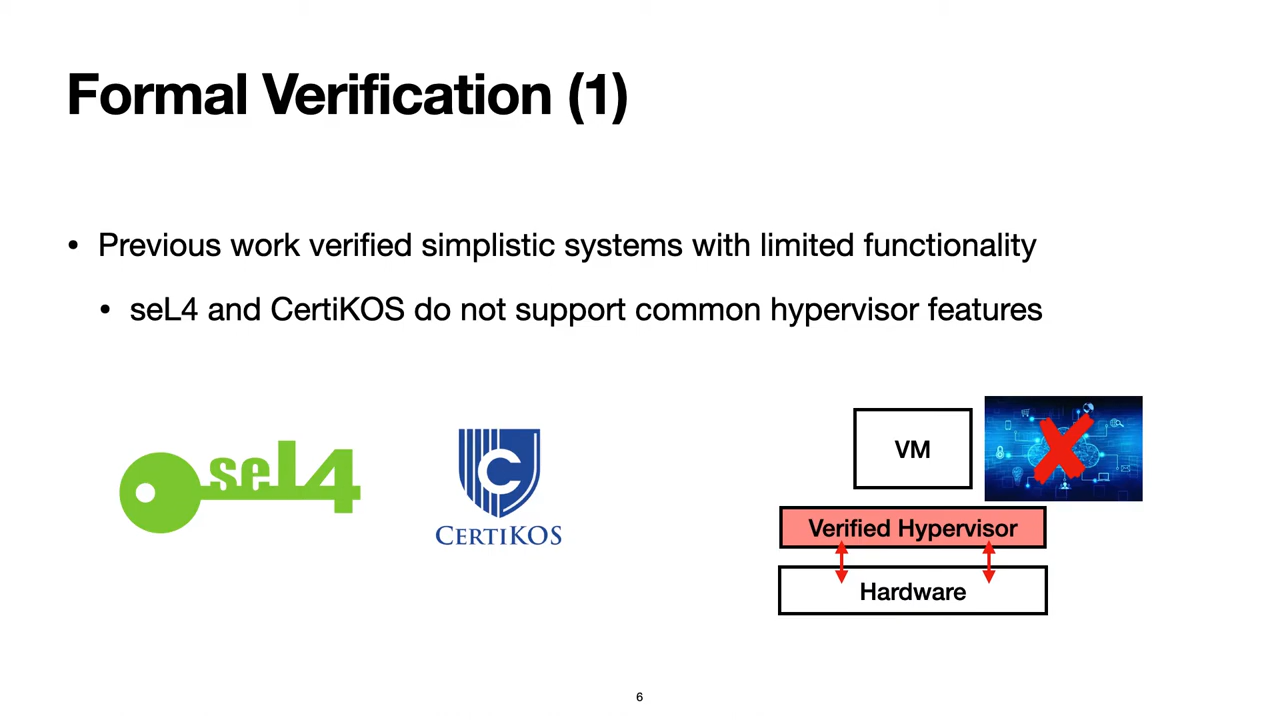 Formal Verification (1)
• Previous work verified simplistic systems with limited functionality
• seL4 and CertiKOS do not support common hypervisor features
seL4
C
CERTIKOS
VM
Verified Hypervisor
Hardware
6